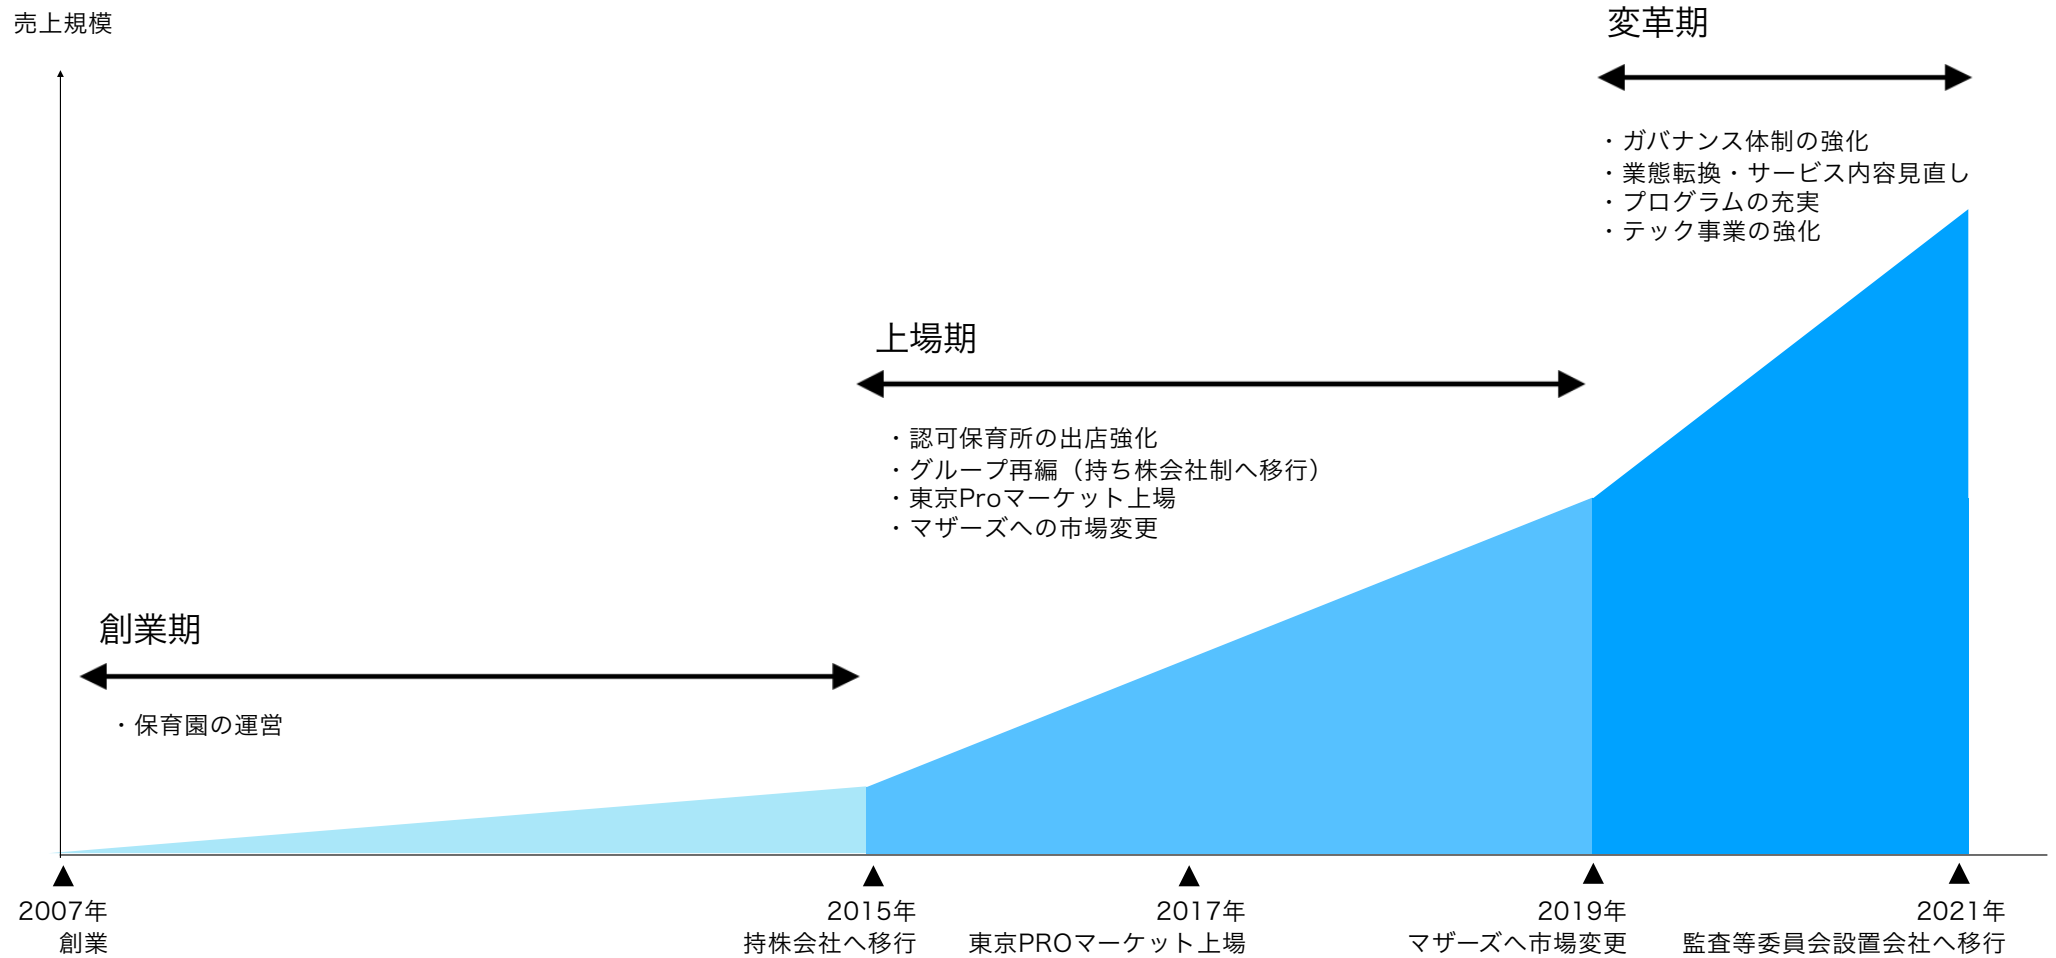 売上規模
変革期
・ガバナンス体制の強化
・業態転換・サービス内容見直し
・プログラムの充実
・テック事業の強化
上場期
・認可保育所の出店強化
・グループ再編（持ち株会社制へ移行）
・東京Proマーケット上場
・マザーズへの市場変更
創業期
・保育園の運営
2007年
創業
2015年
持株会社へ移行
2017年
東京PROマーケット上場
2019年
マザーズへ市場変更
2021年
監査等委員会設置会社へ移行